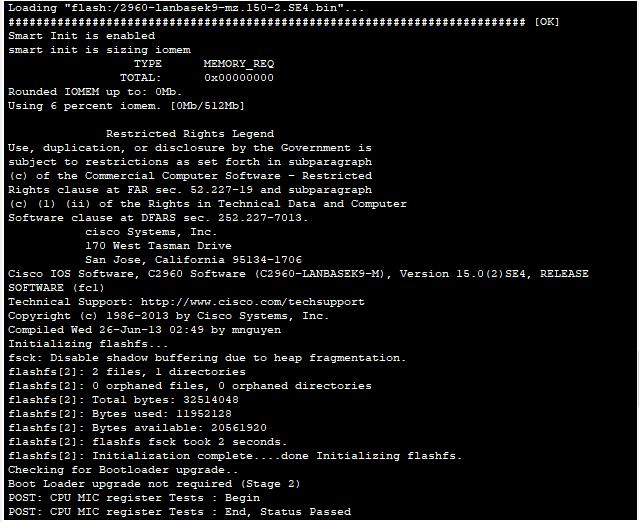 Loading "flash:/2960-lanbasek9-mz.150-2.SE4.bin"...
########################################################################## [OK]
Smart Init is enabled
smart init is sizing iomem
TYPE MEMORY_REQ
TOTAL: 0x00000000
Rounded IOMEM up to: 0Mb.
Using 6 percent iomem. [0Mb/512Mb]
Restricted Rights Legend
Use, duplication, or disclosure by the Government is
subject to restrictions as set forth in subparagraph
(c) of the Commercial Computer Software - Restricted
Rights clause at FAR sec. 52.227-19 and subparagraph
(c) (1) (ii) of the Rights in Technical Data and Computer
Software clause at DFARS sec. 252.227-7013.
cisco Systems, Inc.
170 West Tasman Drive
San Jose, California 95134-1706
Cisco IOS Software, C2960 Software (C2960-LANBASEK9-M), Version 15.0(2)SE4, RELEASE
SOFTWARE (fc1)
Technical Support: http://www.cisco.com/techsupport
Copyright (c) 1986-2013 by Cisco Systems, Inc.
Compiled Wed 26-Jun-13 02:49 by mnguyen
Initializing flashfs...
fsck: Disable shadow buffering due to heap fragmentation.
flashfs[2]: 2 files, 1 directories
flashfs[2]: 0 orphaned files, 0 orphaned directories
flashfs[2]: Total bytes: 32514048
flashfs[2]: Bytes used: 11952128
flashfs[2]: Bytes available: 20561920
flashfs[2]: flashfs fsck took 2 seconds.
flashfs[2]: Initialization complete....done Initializing flashfs.
Checking for Bootloader upgrade..
Boot Loader upgrade not required (Stage 2)
POST: CPU MIC register Tests : Begin
POST: CPU MIC register Tests : End, Status Passed